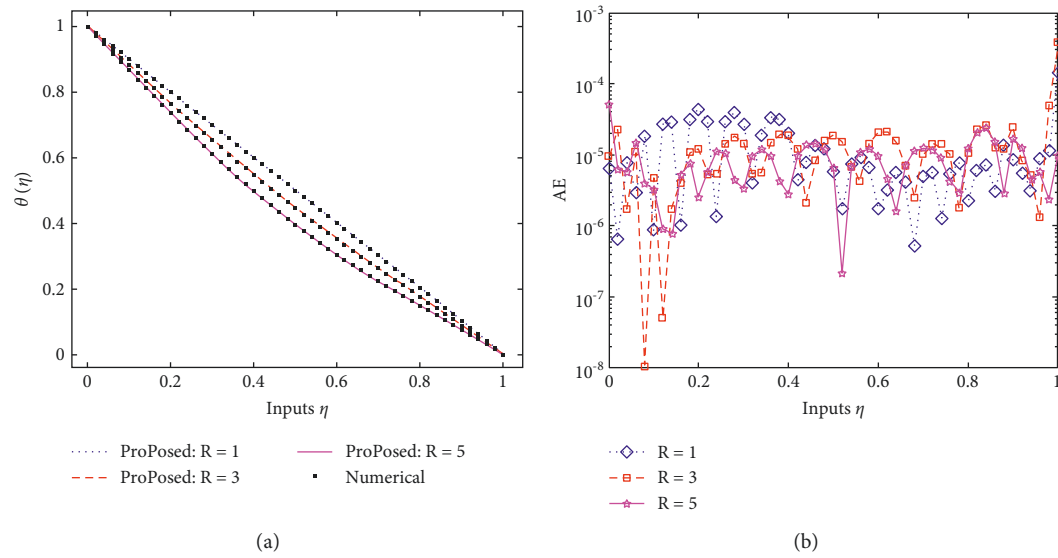 1
0.8
0.6
0.4
0.2
0
θ (η)
0
0.2
0.4
0.6
0.8
1
Inputs η
ProPosed: R = 1
ProPosed: R = 3
ProPosed: R = 5
Numerical
(a)
10-3
10-4
10-5
10-6
10-7
10-8
AE
0
0.2
0.4
0.6
0.8
1
Inputs η
R = 1
R = 3
R = 5
(b)